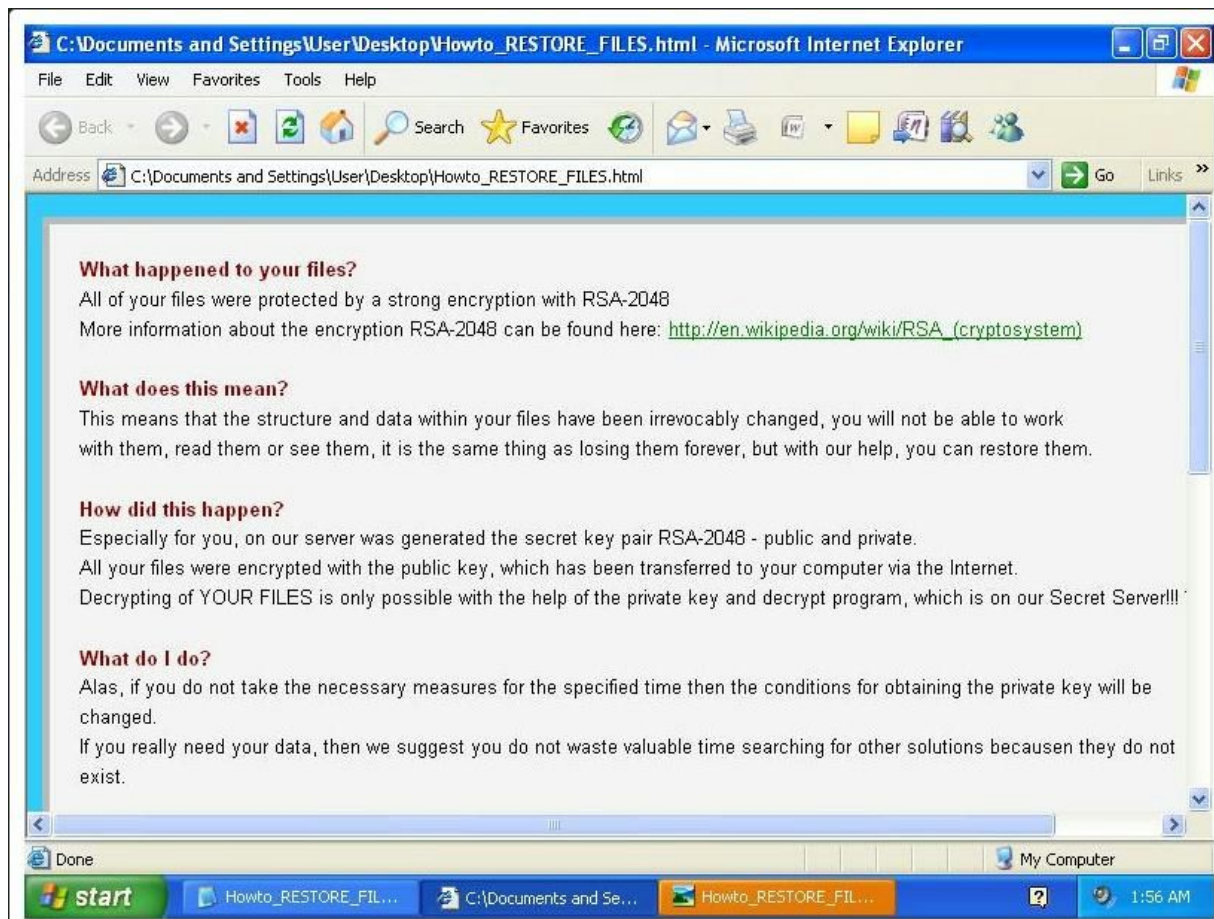 C:\Documents and Settings\User\Desktop\Howto_RESTORE_FILES.html - Microsoft Internet Explorer
File Edit View Favorites Tools Help
Back Search Favorites
Address C:\Documents and Settings\User\Desktop\Howto_RESTORE_FILES.html Go Links »
What happened to your files?
All of your files were protected by a strong encryption with RSA-2048
More information about the encryption RSA-2048 can be found here: http://en.wikipedia.org/wiki/RSA_(cryptosystem)
What does this mean?
This means that the structure and data within your files have been irrevocably changed, you will not be able to work
with them, read them or see them, it is the same thing as losing them forever, but with our help, you can restore them.
How did this happen?
Especially for you, on our server was generated the secret key pair RSA-2048 - public and private.
All your files were encrypted with the public key, which has been transferred to your computer via the Internet.
Decrypting of YOUR FILES is only possible with the help of the private key and decrypt program, which is on our Secret Server!!!
What do I do?
Alas, if you do not take the necessary measures for the specified time then the conditions for obtaining the private key will be
changed.
If you really need your data, then we suggest you do not waste valuable time searching for other solutions becausen they do not
exist.
Done My Computer
start Howto_RESTORE_FIL... C:\Documents and Se... Howto_RESTORE_FIL... 1:56 AM